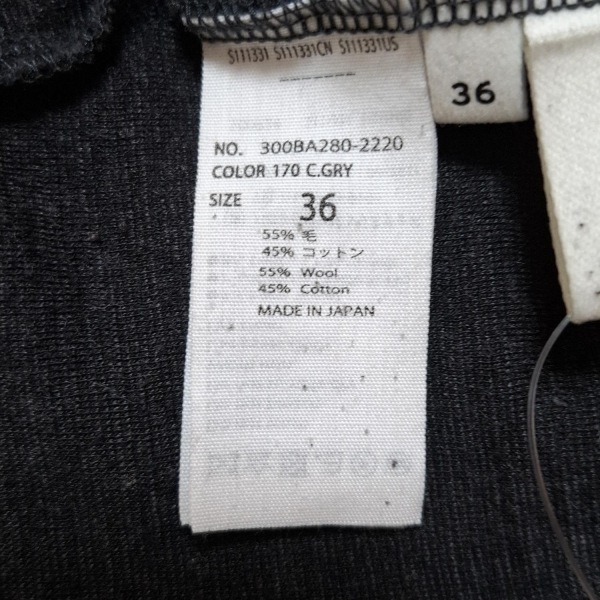 S111331 S111331CN S111331US
36
NO. 300BA280-2220
COLOR 170 C.GRY
SIZE 36
55% 毛
45% コットン
55% Wool
45% Cotton
MADE IN JAPAN